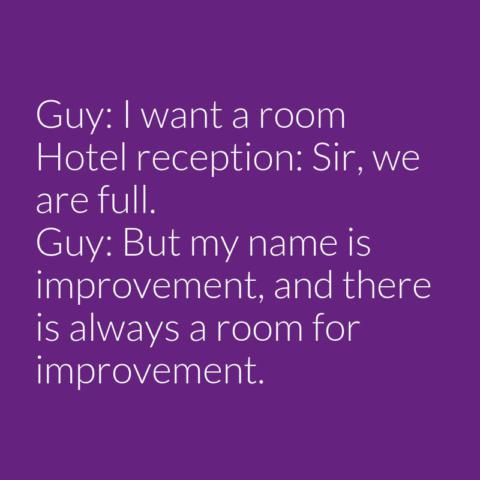 Guy: I want a room
Hotel reception: Sir, we
are full.
Guy: But my name is
improvement, and there
is always a room for
improvement.